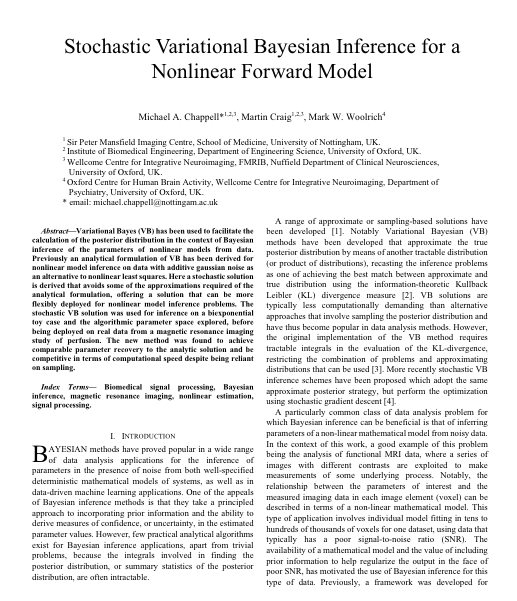 Stochastic Variational Bayesian Inference for a
Nonlinear Forward Model
Michael A. Chappell*1,2,3, Martin Craig1,2,3, Mark W. Woolrich4
1 Sir Peter Mansfield Imaging Centre, School of Medicine, University of Nottingham, UK.
2 Institute of Biomedical Engineering, Department of Engineering Science, University of Oxford, UK.
3 Wellcome Centre for Integrative Neuroimaging, FMRIB, Nuffield Department of Clinical Neurosciences,
University of Oxford, UK.
4 Oxford Centre for Human Brain Activity, Wellcome Centre for Integrative Neuroimaging, Department of
Psychiatry, University of Oxford, UK.
* email: michael.chappell@nottingam.ac.uk
Abstract—Variational Bayes (VB) has been used to facilitate the
calculation of the posterior distribution in the context of Bayesian
inference of the parameters of nonlinear models from data.
Previously an analytical formulation of VB has been derived for
nonlinear model inference on data with additive gaussian noise as
an alternative to nonlinear least squares. Here a stochastic solution
is derived that avoids some of the approximations required of the
analytical formulation, offering a solution that can be more
flexibly deployed for nonlinear model inference problems. The
stochastic VB solution was used for inference on a biexponential
toy case and the algorithmic parameter space explored, before
being deployed on real data from a magnetic resonance imaging
study of perfusion. The new method was found to achieve
comparable parameter recovery to the analytic solution and be
competitive in terms of computational speed despite being reliant
on sampling.
Index Terms— Biomedical signal processing, Bayesian
inference, magnetic resonance imaging, nonlinear estimation,
signal processing.
I. INTRODUCTION
BAYESIAN methods have proved popular in a wide range
of data analysis applications for the inference of
parameters in the presence of noise from both well-specified
deterministic mathematical models of systems, as well as in
data-driven machine learning applications. One of the appeals
of Bayesian inference methods is that they take a principled
approach to incorporating prior information and the ability to
derive measures of confidence, or uncertainty, in the estimated
parameter values. However, few practical analytical algorithms
exist for Bayesian inference applications, apart from trivial
problems, because the integrals involved in finding the
posterior distribution, or summary statistics of the posterior
distribution, are often intractable.
A range of approximate or sampling-based solutions have
been developed [1]. Notably Variational Bayesian (VB)
methods have been developed that approximate the true
posterior distribution by means of another tractable distribution
(or product of distributions), recasting the inference problems
as one of achieving the best match between approximate and
true distribution using the information-theoretic Kullback
Leibler (KL) divergence measure [2]. VB solutions are
typically less computationally demanding than alternative
approaches that involve sampling the posterior distribution and
have thus become popular in data analysis methods. However,
the original implementation of the VB method requires
tractable integrals in the evaluation of the KL-divergence,
restricting the combination of problems and approximating
distributions that can be used [3]. More recently stochastic VB
inference schemes have been proposed which adopt the same
approximate posterior strategy, but perform the optimization
using stochastic gradient descent [4].
A particularly common class of data analysis problem for
which Bayesian inference can be beneficial is that of inferring
parameters of a non-linear mathematical model from noisy data.
In the context of this work, a good example of this problem
being the analysis of functional MRI data, where a series of
images with different contrasts are exploited to make
measurements of some underlying process. Notably, the
relationship between the parameters of interest and the
measured imaging data in each image element (voxel) can be
described in terms of a non-linear mathematical model. This
type of application involves individual model fitting in tens to
hundreds of thousands of voxels for one dataset, using data that
typically has a poor signal-to-noise ratio (SNR). The
availability of a mathematical model and the value of including
prior information to help regularize the output in the face of
poor SNR, has motivated the use of Bayesian inference for this
type of data. Previously, a framework was developed for